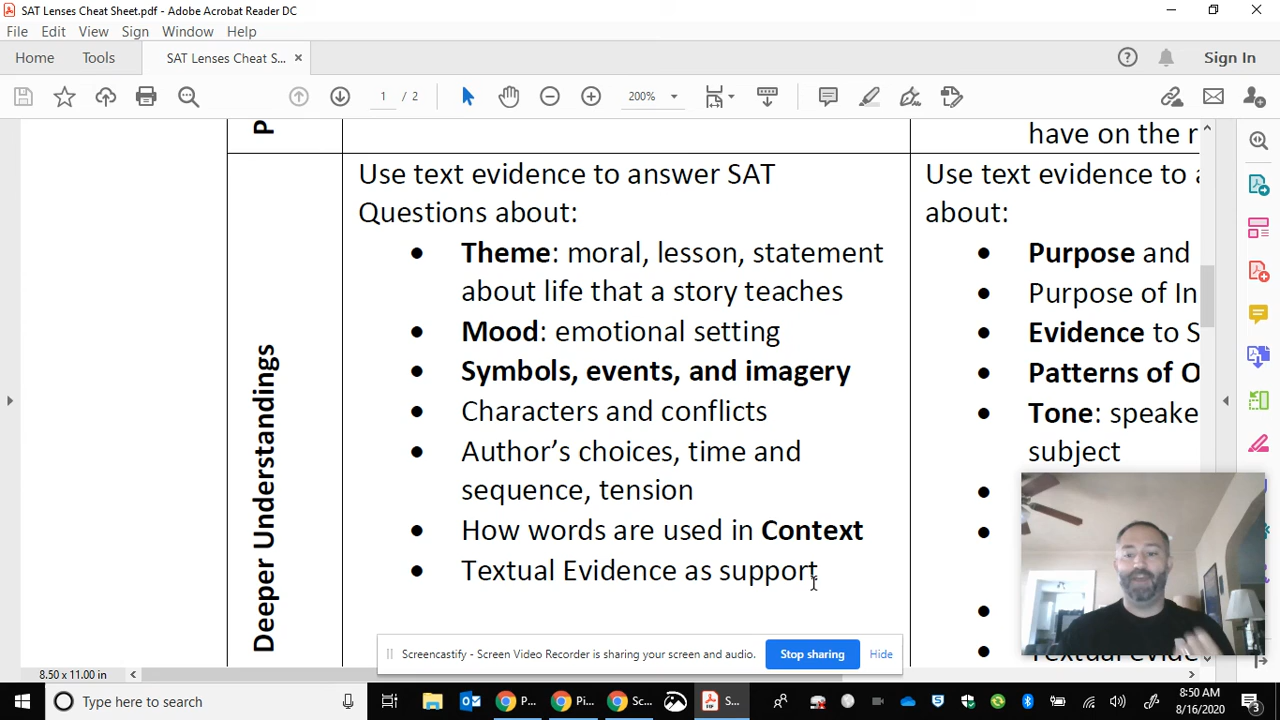 SAT Lenses Cheat Sheet.pdf - Adobe Acrobat Reader DC
File Edit View Sign Window Help
Home Tools SAT Lenses Cheat S... × Sign In
1 / 2 200%
have on the r
Use text evidence to answer SAT
Questions about:
Theme: moral, lesson, statement
about life that a story teaches
Mood: emotional setting
Symbols, events, and imagery
Characters and conflicts
Author’s choices, time and
sequence, tension
How words are used in Context
Textual Evidence as support
Deeper Understandings
Use text evidence to a
about:
Purpose and
Purpose of In
Evidence to S
Patterns of O
Tone: speake
subject
Screencastify - Screen Video Recorder is sharing your screen and audio. Stop sharing Hide
8.50 x 11.00 in
Type here to search
P...
Pi...
Sc...
S...
8:50 AM
8/16/2020
3